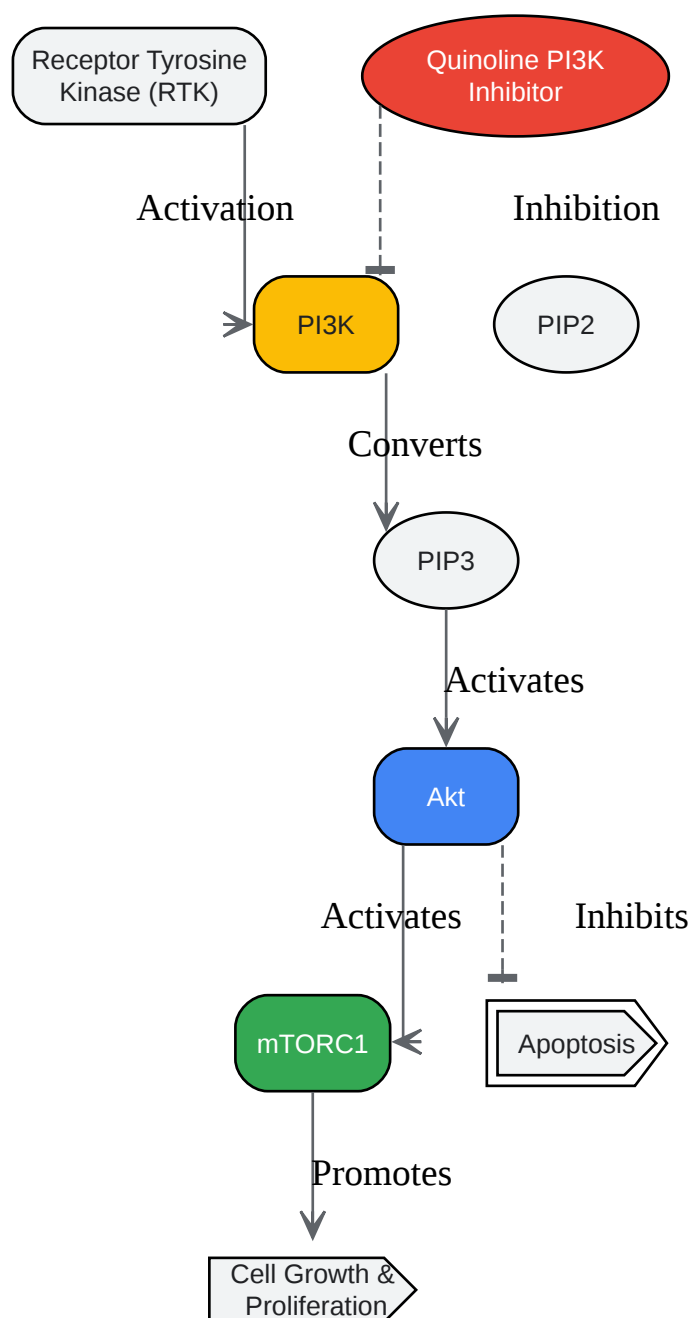 Receptor Tyrosine
Kinase (RTK)
Quinoline PI3K
Inhibitor
Activation
Inhibition
PI3K
PIP2
Converts
PIP3
Activates
Akt
Activates
Inhibits
mTORC1
Apoptosis
Promotes
Cell Growth &
Proliferation